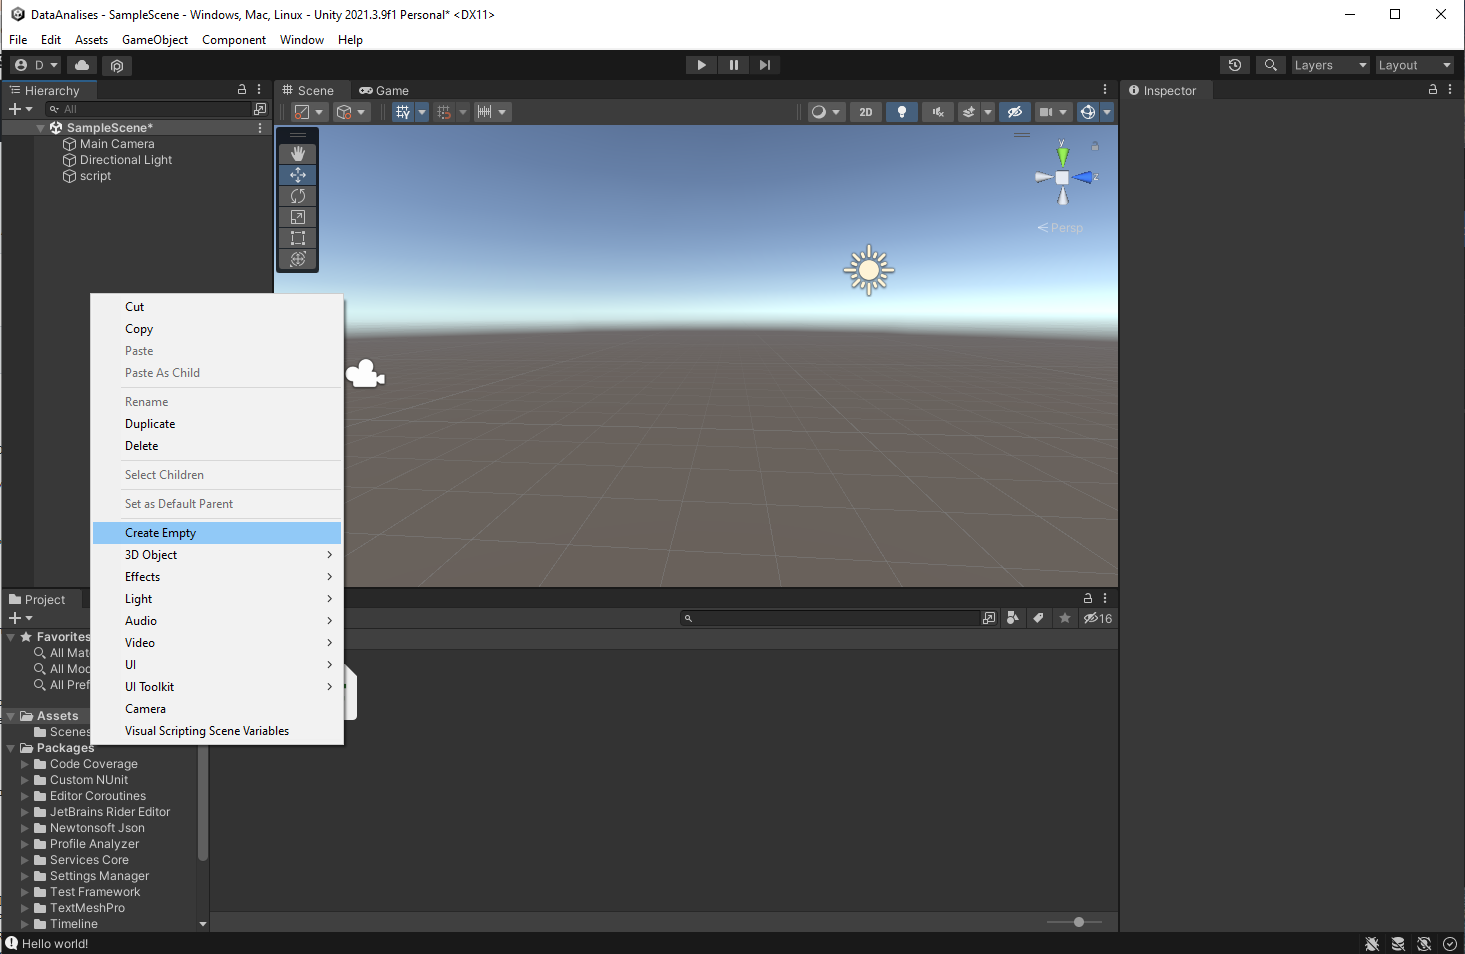 DataAnalises - SampleScene - Windows, Mac, Linux - Unity 2021.3.9f1 Personal* <DX11>
File Edit Assets GameObject Component Window Help
D
Layers
Layout
Hierarchy
All
SampleScene*
Main Camera
Directional Light
script
Scene
Game
2D
y
z
Persp
Inspector
Cut
Copy
Paste
Paste As Child
Rename
Duplicate
Delete
Select Children
Set as Default Parent
Create Empty
3D Object
Effects
Light
Audio
Video
UI
UI Toolkit
Camera
Visual Scripting Scene Variables
Project
16
Favorites
All Mat
All Mod
All Pref
Assets
Scenes
Packages
Code Coverage
Custom NUnit
Editor Coroutines
JetBrains Rider Editor
Newtonsoft Json
Profile Analyzer
Services Core
Settings Manager
Test Framework
TextMeshPro
Timeline
Hello world!